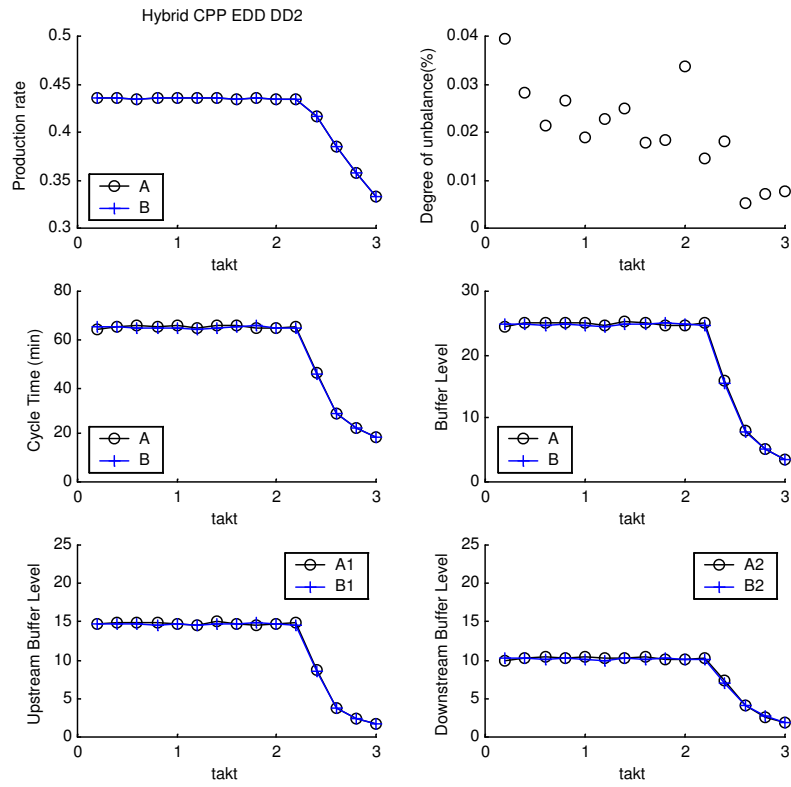 Hybrid CPP EDD DD2
0.5
0.45
0.4
0.35
0.3
0
1
2
3
Production rate
takt
A
B
0.04
0.03
0.02
0.01
0
0
1
2
3
Degree of unbalance(%)
takt
80
60
40
20
0
0
1
2
3
Cycle Time (min)
takt
A
B
30
20
10
0
0
1
2
3
Buffer Level
takt
A
B
25
20
15
10
5
0
0
1
2
3
Upstream Buffer Level
takt
A1
B1
25
20
15
10
5
0
0
1
2
3
Downstream Buffer Level
takt
A2
B2